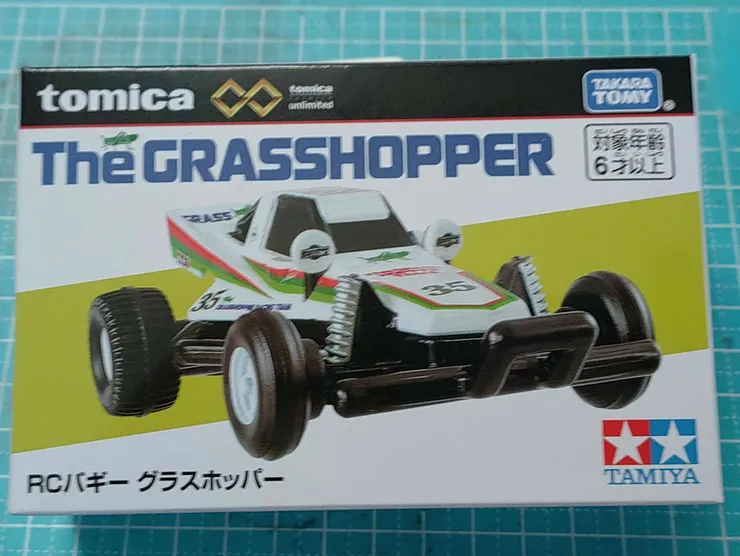 tomica
tomica
unlimited
TAKARA
TOMY
The GRASSHOPPER
対象年齢
6才以上
GRASS
35
35
RCバギー グラスホッパー
TAMIYA